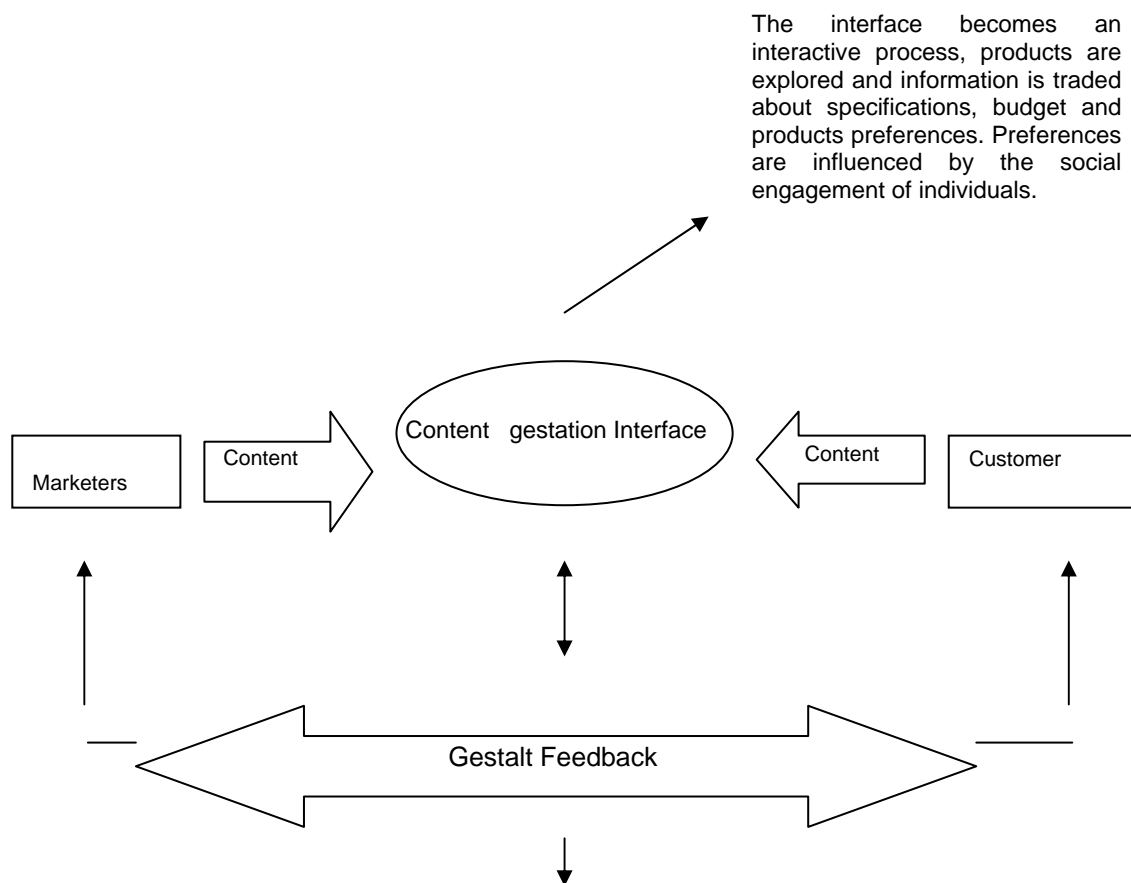 The interface becomes an
interactive process, products are
explored and information is traded
about specifications, budget and
products preferences. Preferences
are influenced by the social
engagement of individuals.
Content gestation Interface
Marketers
Content
Content
Customer
Gestalt Feedback